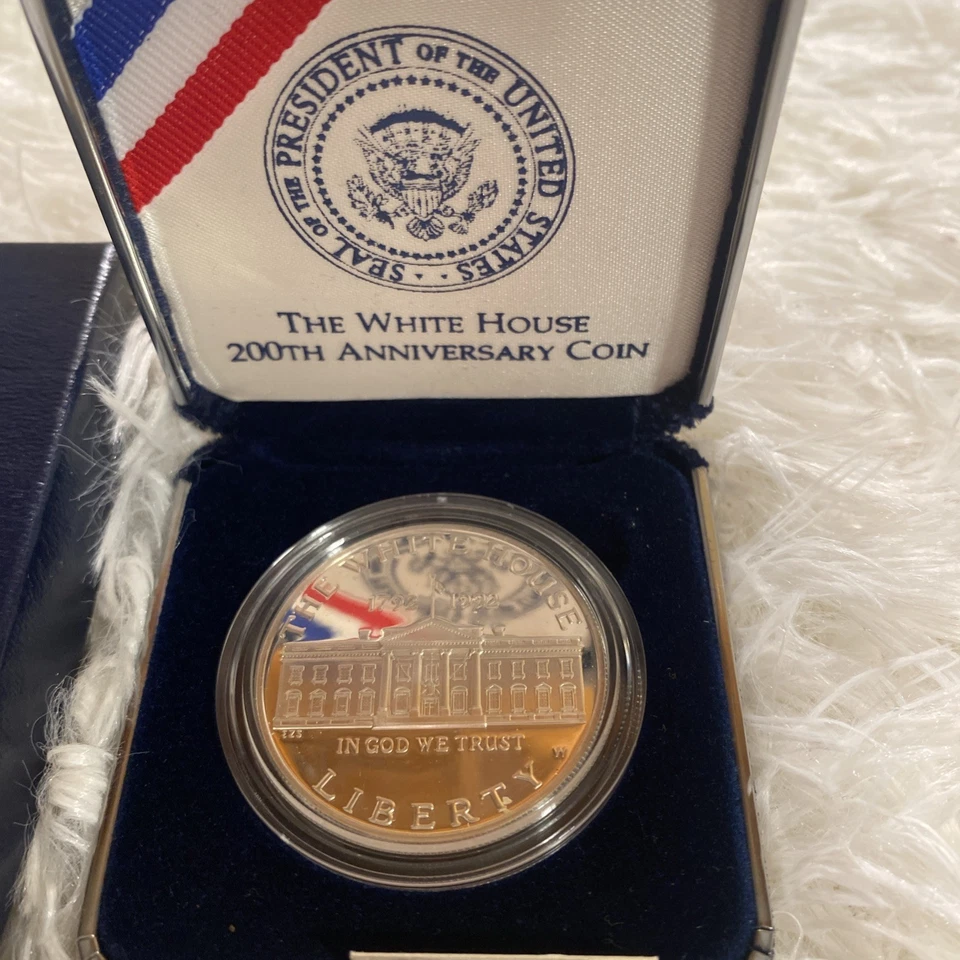 SEAL OF THE PRESIDENT OF THE UNITED STATES
THE WHITE HOUSE
200TH ANNIVERSARY COIN
THE WHITE HOUSE
1792 1992
IN GOD WE TRUST
W
LIBERTY